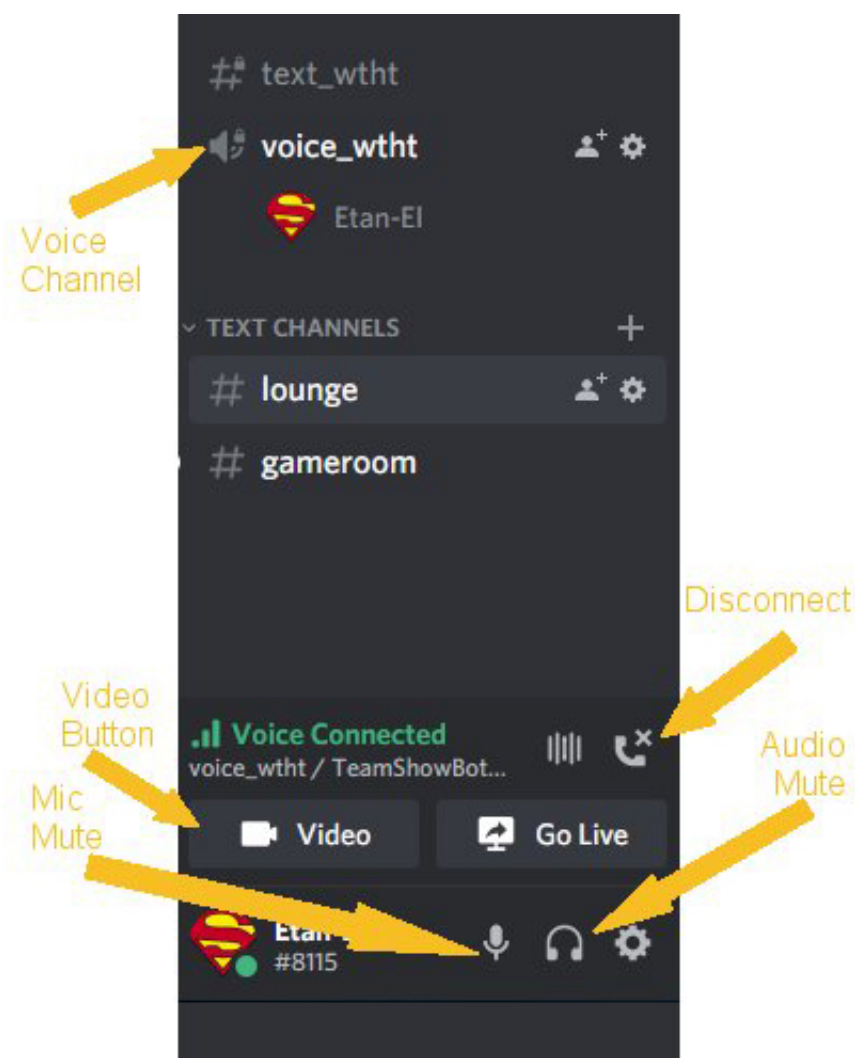 text_wtht
voice_wtht
Etan-El
Voice
Channel
TEXT CHANNELS
lounge
gameroom
Disconnect
Video
Button
Voice Connected
voice_wtht / TeamShowBot...
Audio
Mute
Mic
Mute
Video
Go Live
#8115